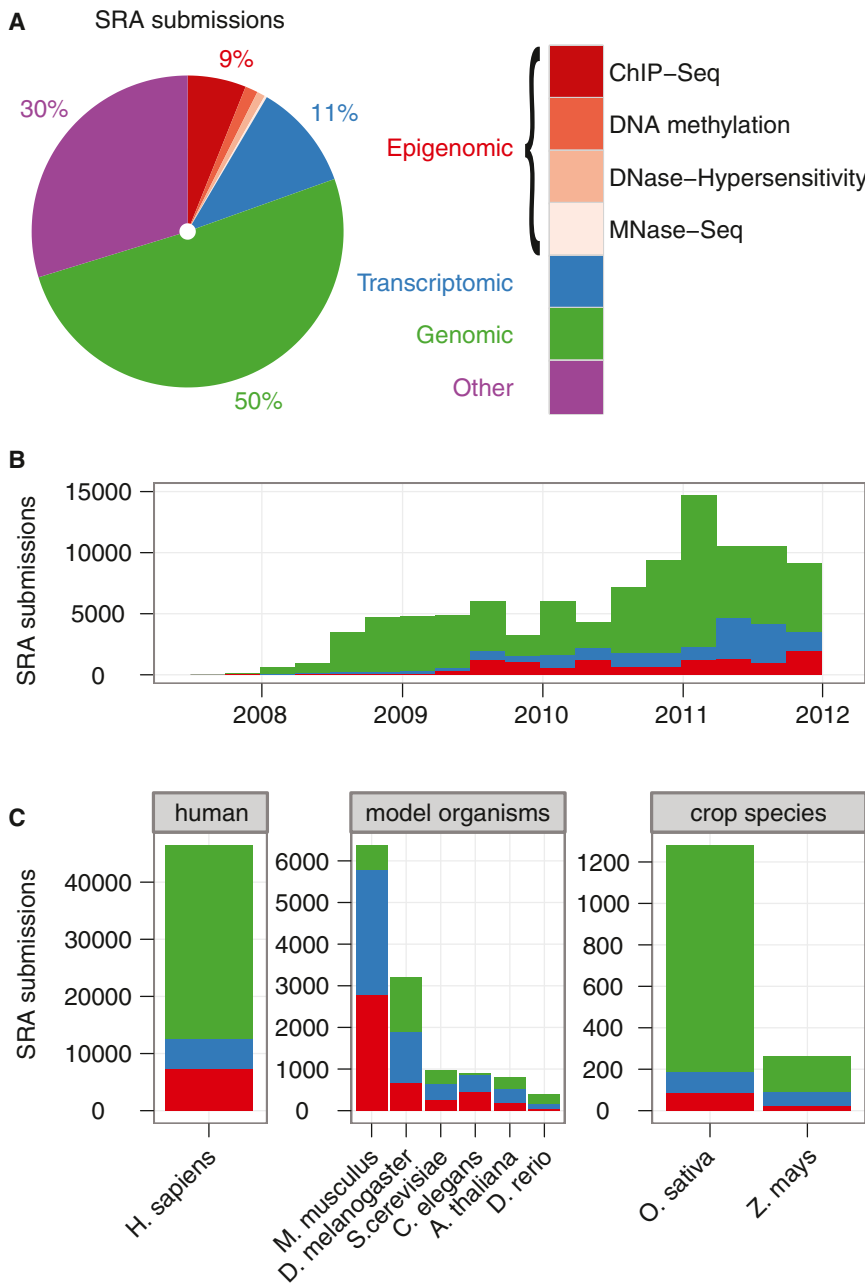 A
SRA submissions
9%
30%
11%
50%
Epigenomic
ChIP−Seq
DNA methylation
DNase−Hypersensitivity
MNase−Seq
Transcriptomic
Genomic
Other
B
SRA submissions
15000
10000
5000
0
2008 2009 2010 2011 2012
C
human
model organisms
crop species
SRA submissions
40000
30000
20000
10000
0
6000
5000
4000
3000
2000
1000
0
1200
1000
800
600
400
200
0
H. sapiens
M. musculus
D. melanogaster
S.cerevisiae
C. elegans
A. thaliana
D. rerio
O. sativa
Z. mays